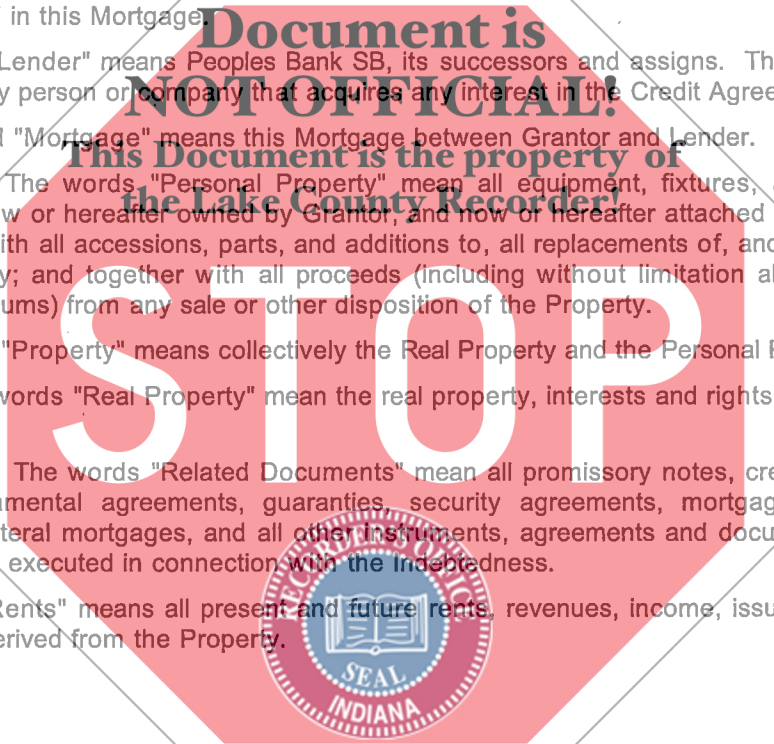 in this Mortgage.
Document is
Lender" means Peoples Bank SB, its successors and assigns. Th
y person or company that acquires any interest in the Credit Agree
NOT OFFICIAL!
"Mortgage" means this Mortgage between Grantor and Lender.
This Document is the property of
The words "Personal Property" mean all equipment, fixtures,
w or hereafter owned by Grantor, and now or hereafter attached
the Lake County Recorder!
ith all accessions, parts, and additions to, all replacements of, and
y; and together with all proceeds (including without limitation al
ums) from any sale or other disposition of the Property.
STOP
"Property" means collectively the Real Property and the Personal P
words "Real Property" mean the real property, interests and rights
The words "Related Documents" mean all promissory notes, cre
mental agreements, guaranties, security agreements, mortgag
teral mortgages, and all other instruments, agreements and docu
executed in connection with the Indebtedness.
Rents" means all present and future rents, revenues, income, issu
erived from the Property.
RECORDER'S OFFICE
SEAL
INDIANA